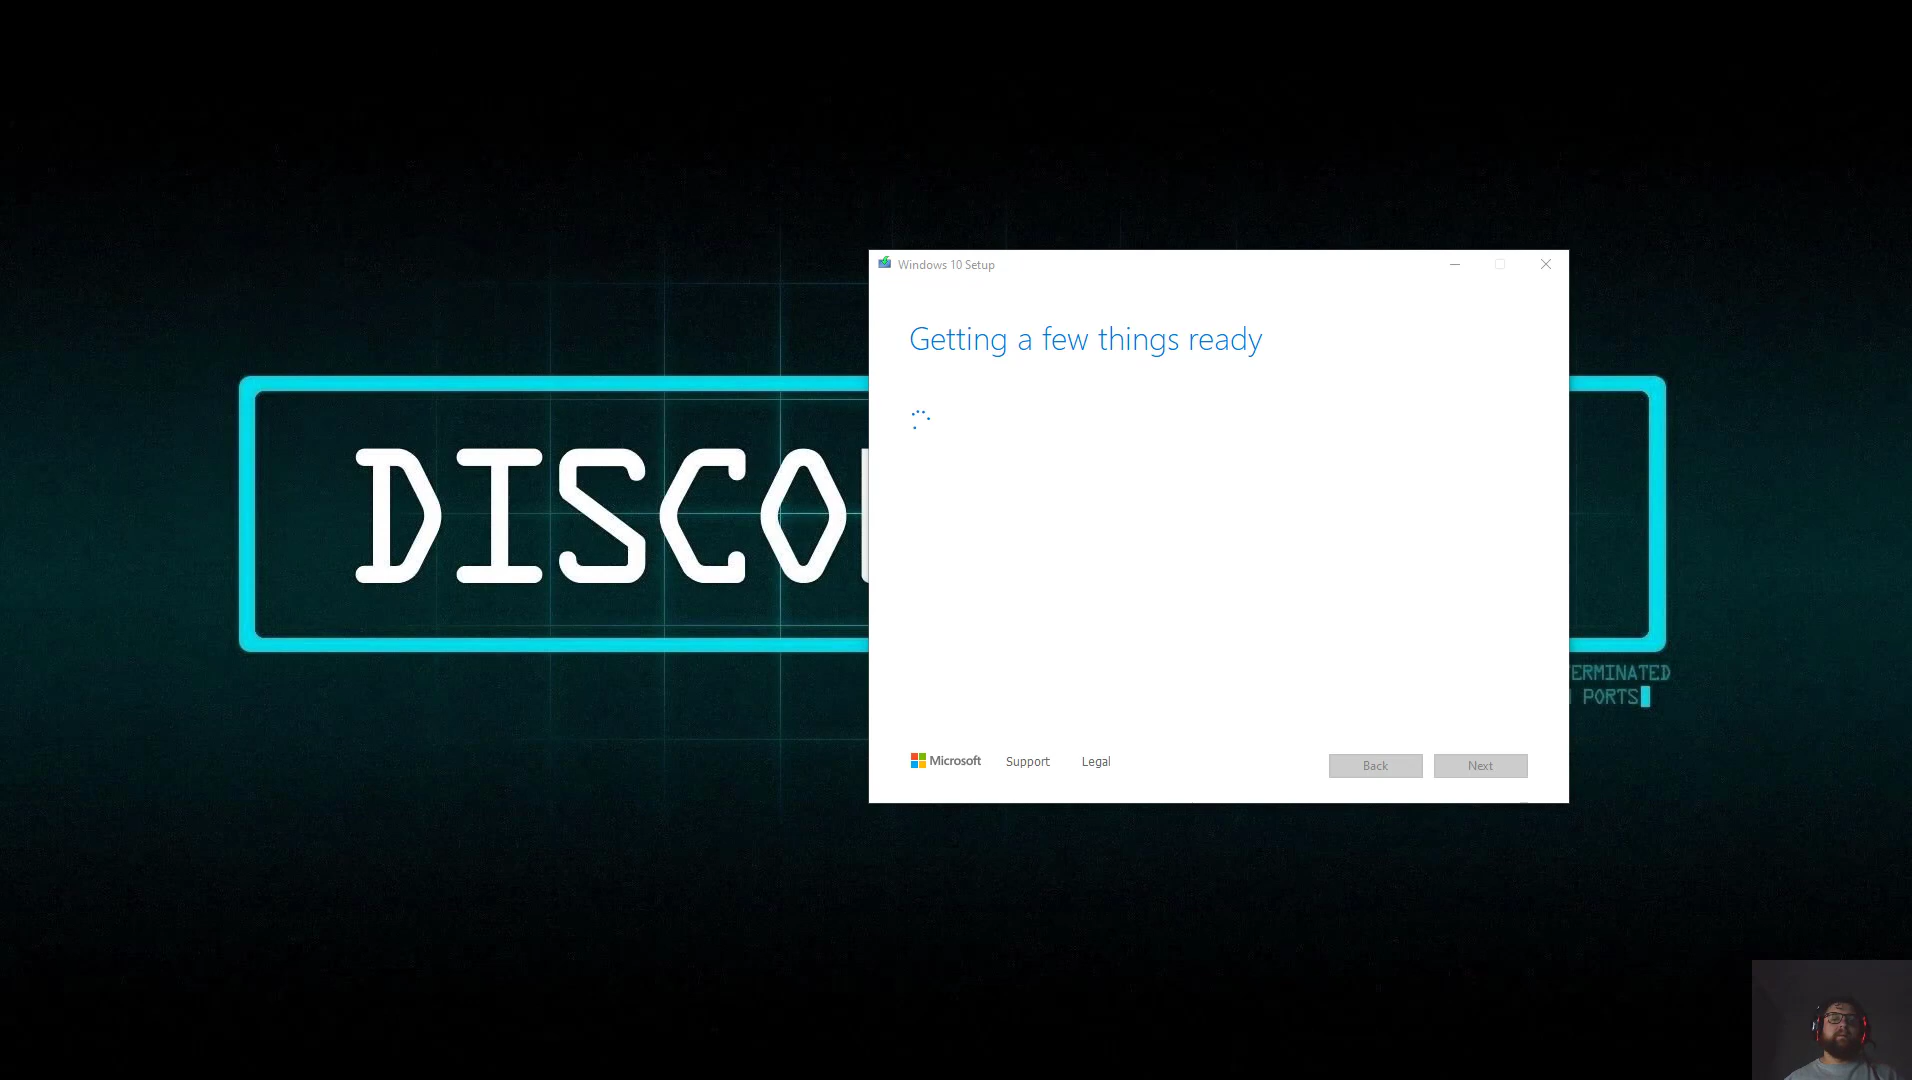 Windows 10 Setup
Getting a few things ready
DISCO
ERMINATED
PORTS
Microsoft Support Legal
Back Next